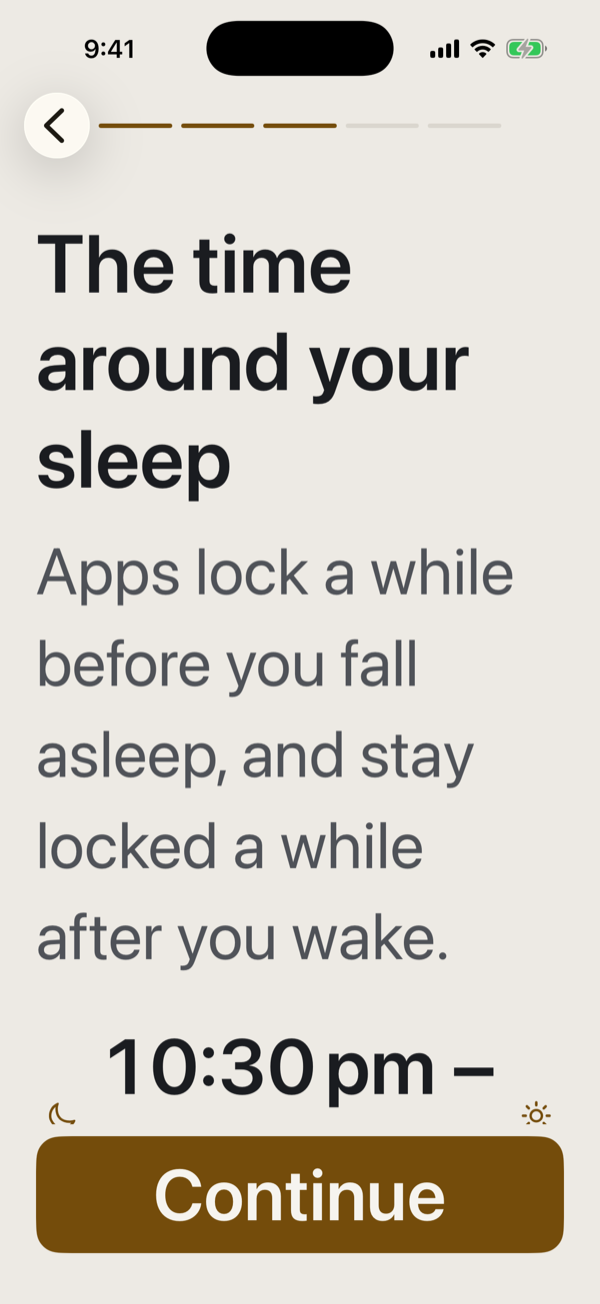 9:41
The time
around your
sleep
Apps lock a while
before you fall
asleep, and stay
locked a while
after you wake.
10:30 pm –
Continue